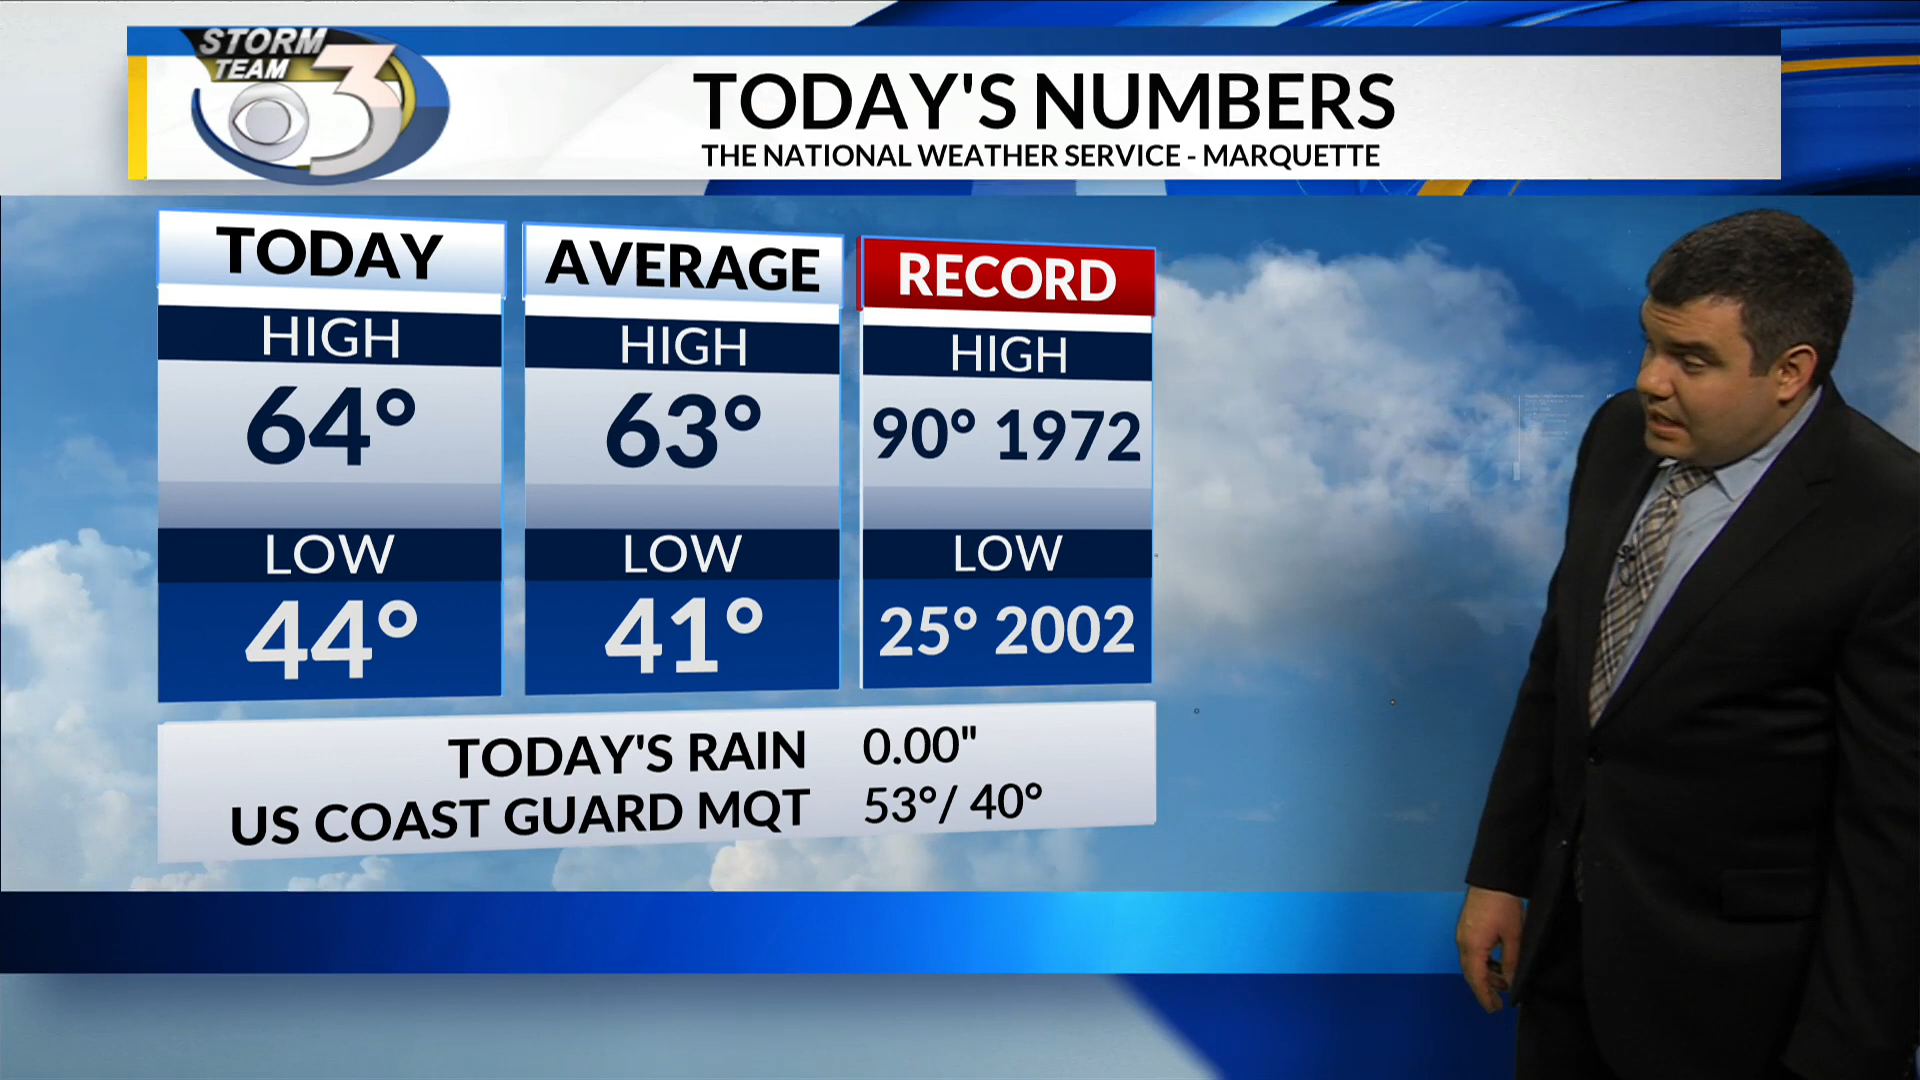 STORM
TEAM
3
TODAY'S NUMBERS
THE NATIONAL WEATHER SERVICE - MARQUETTE
TODAY
HIGH
64°
LOW
44°
AVERAGE
HIGH
63°
LOW
41°
RECORD
HIGH
90° 1972
LOW
25° 2002
TODAY'S RAIN 0.00"
US COAST GUARD MQT 53°/ 40°